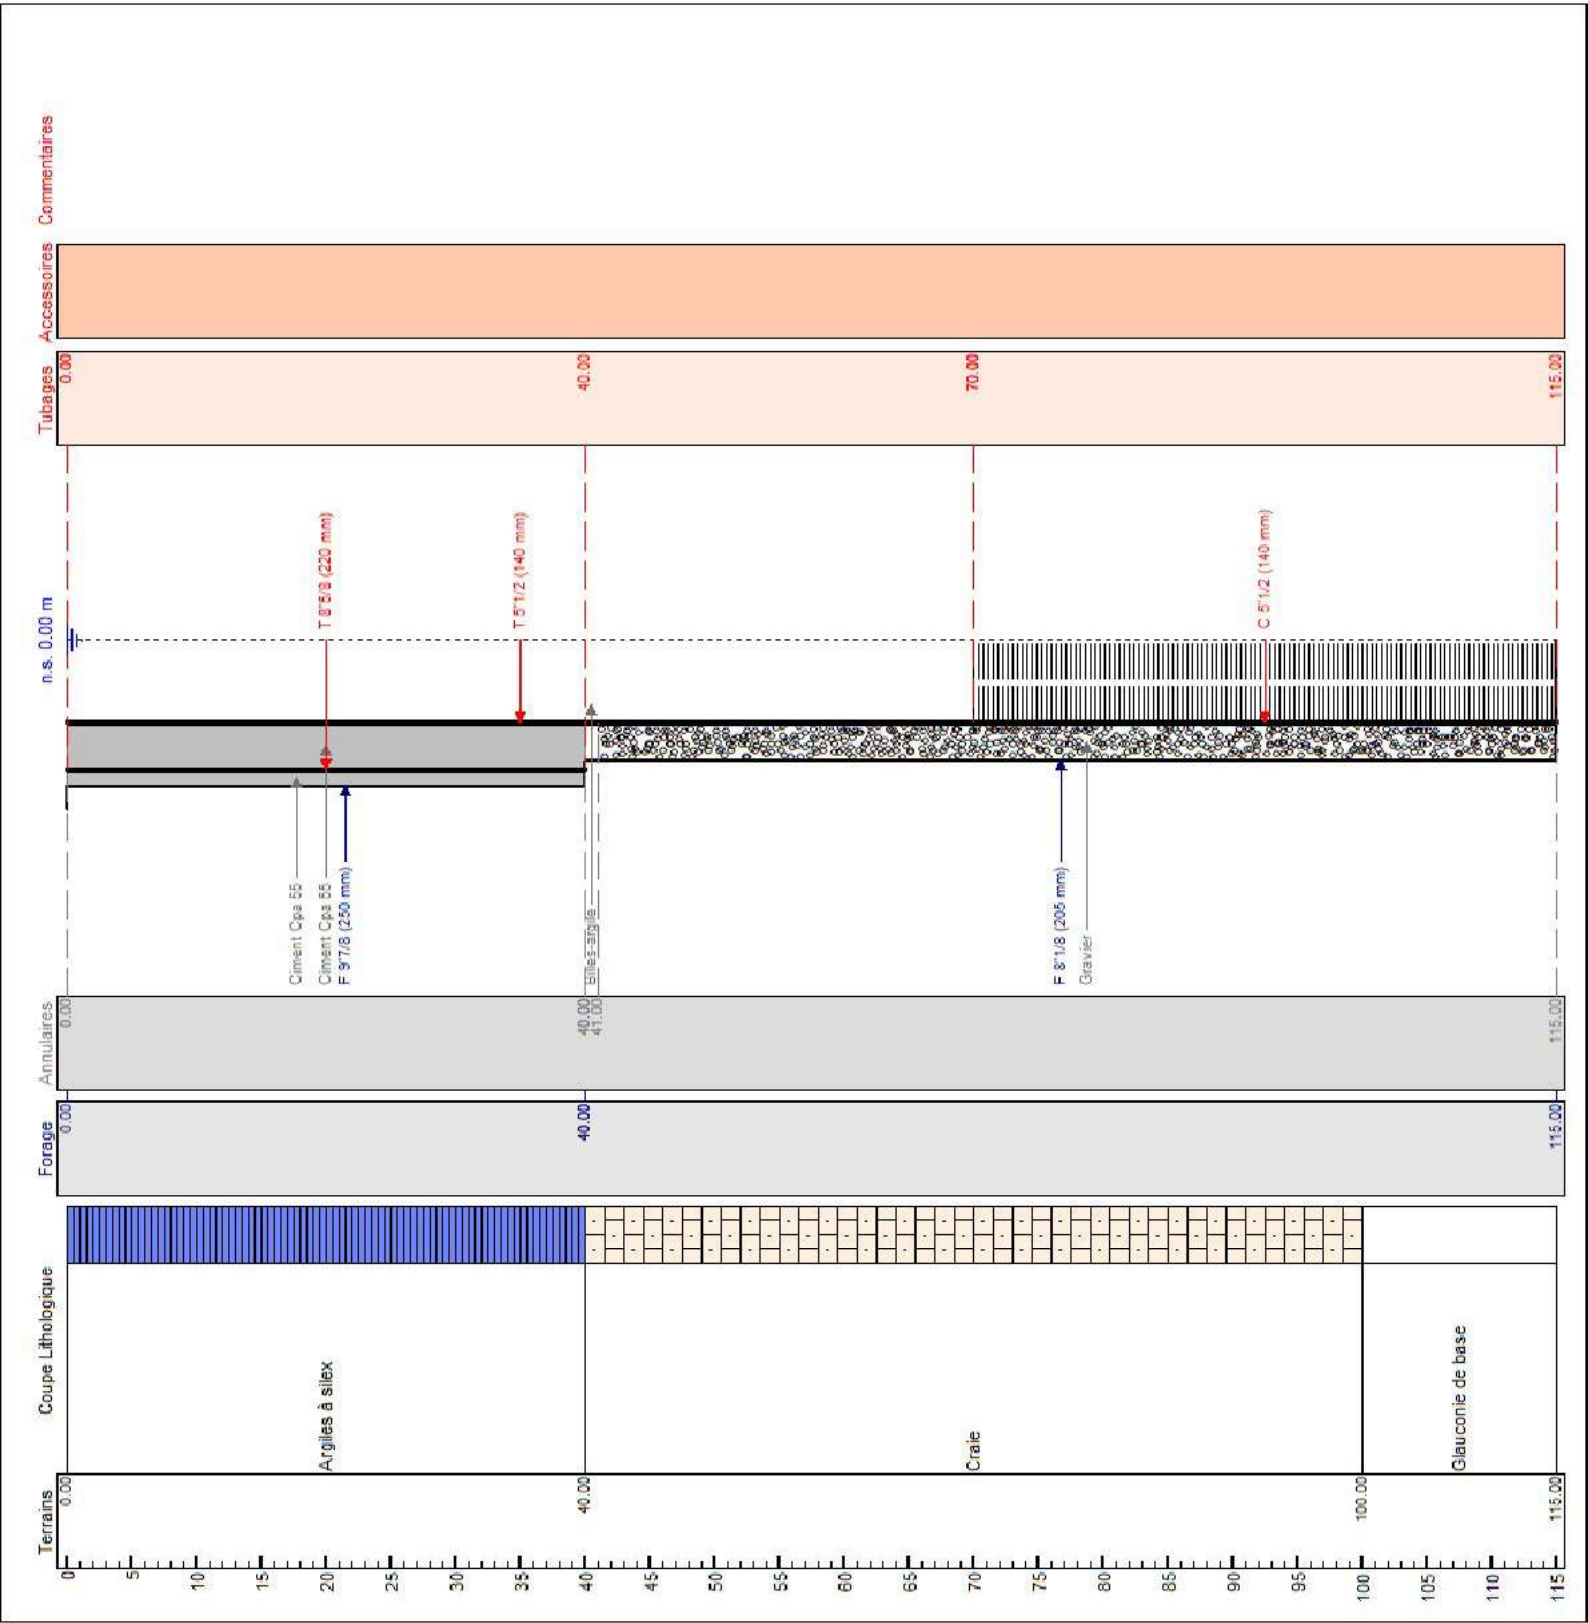 Terrains
Coupe Lithologique
Forage
Annulaires
n.s. 0.00 m
Tubages
Accessoires
Commentaires
0
5
10
15
20
25
30
35
40
45
50
55
60
65
70
75
80
85
90
95
100
105
110
115
0.00
40.00
100.00
115.00
Argiles à silex
Craie
Glauconie de base
0.00
40.00
115.00
0.00
40.00
41.00
115.00
Ciment Cpa 55
Ciment Cpa 55
F 9"7/8 (250 mm)
Billes-argile
F 8"1/8 (205 mm)
Gravier
T 8"5/8 (220 mm)
T 5"1/2 (140 mm)
C 5"1/2 (140 mm)
0.00
40.00
70.00
115.00